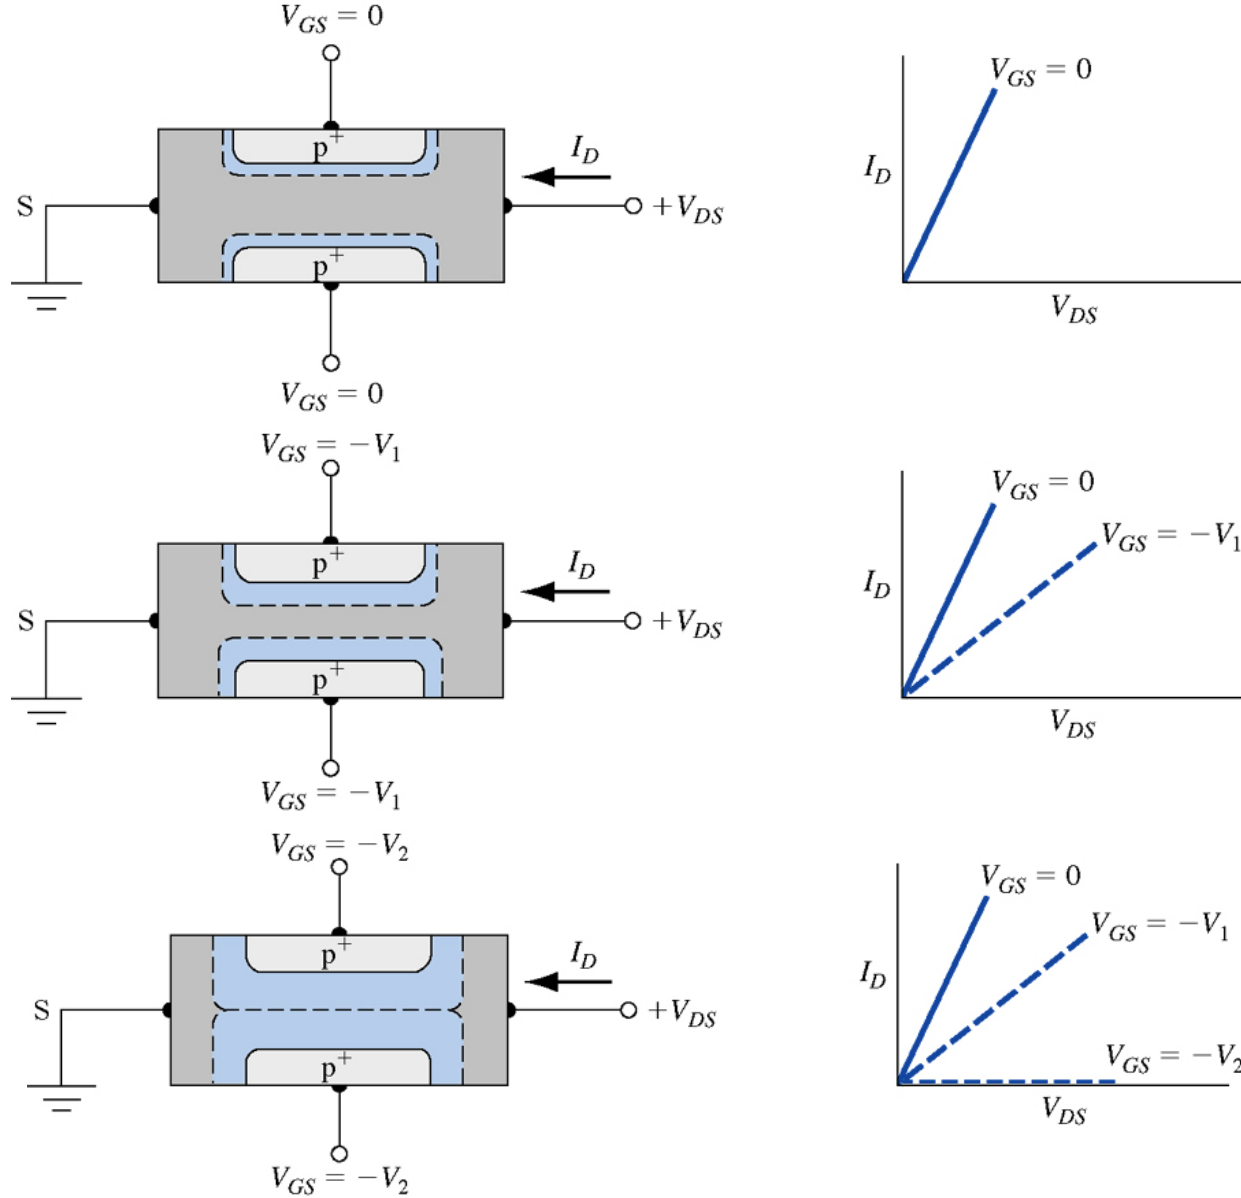 V_GS = 0
p+
S
I_D
+V_DS
p+
V_GS = 0
V_GS = 0
I_D
V_DS
V_GS = −V_1
p+
S
I_D
+V_DS
p+
V_GS = −V_1
V_GS = 0
V_GS = −V_1
I_D
V_DS
V_GS = −V_2
p+
S
I_D
+V_DS
p+
V_GS = −V_2
V_GS = 0
V_GS = −V_1
I_D
V_GS = −V_2
V_DS